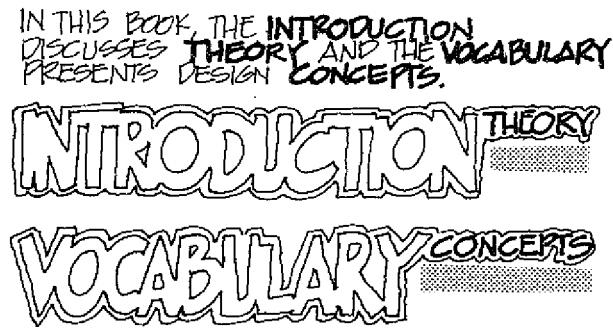 IN THIS BOOK, THE INTRODUCTION
DISCUSSES THEORY AND THE VOCABULARY
PRESENTS DESIGN CONCEPTS.
INTRODUCTION THEORY
VOCABULARY CONCEPTS